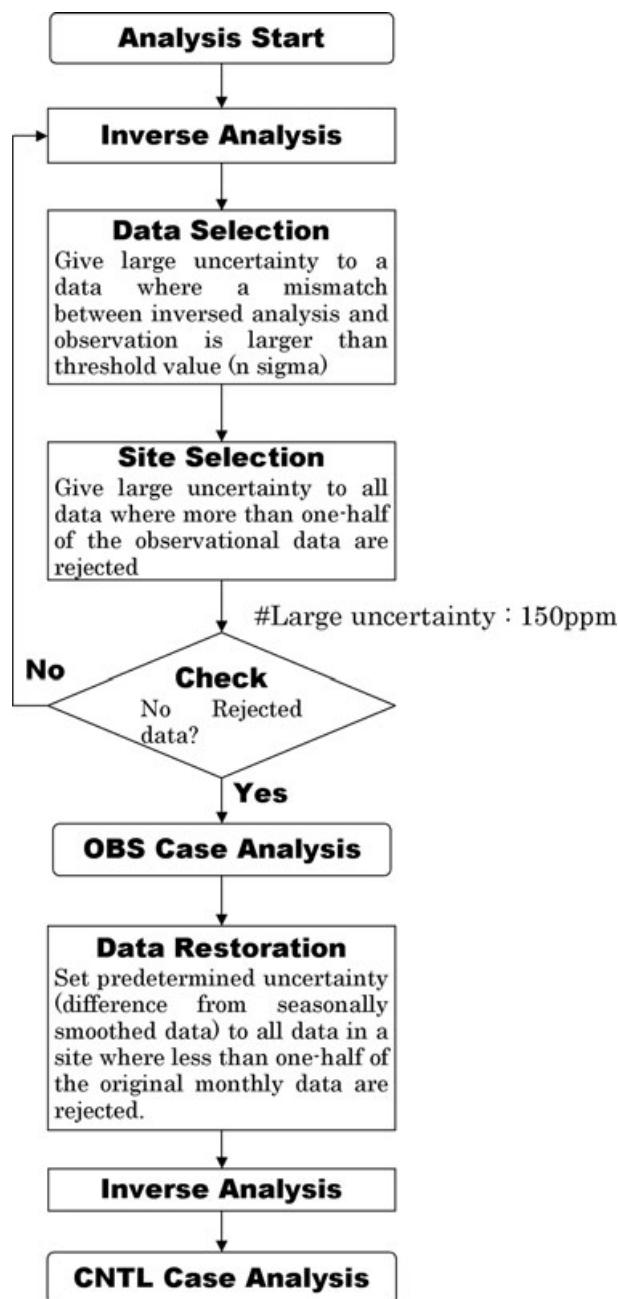 Analysis Start
Inverse Analysis
Data Selection
Give large uncertainty to a
data where a mismatch
between inversed analysis and
observation is larger than
threshold value (n sigma)
Site Selection
Give large uncertainty to all
data where more than one-half
of the observational data are
rejected
#Large uncertainty : 150ppm
No
Check
No Rejected
data?
Yes
OBS Case Analysis
Data Restoration
Set predetermined uncertainty
(difference from seasonally
smoothed data) to all data in a
site where less than one-half of
the original monthly data are
rejected.
Inverse Analysis
CNTL Case Analysis